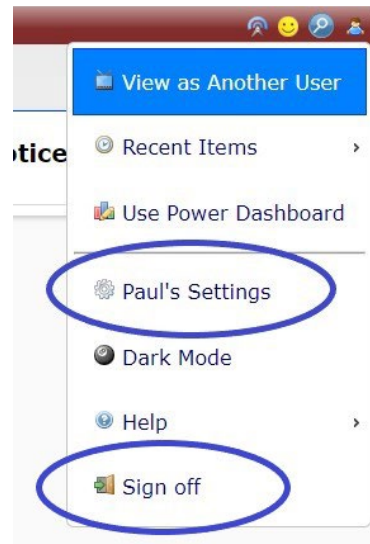 View as Another User
otice
Recent Items
Use Power Dashboard
Paul's Settings
Dark Mode
Help
Sign off